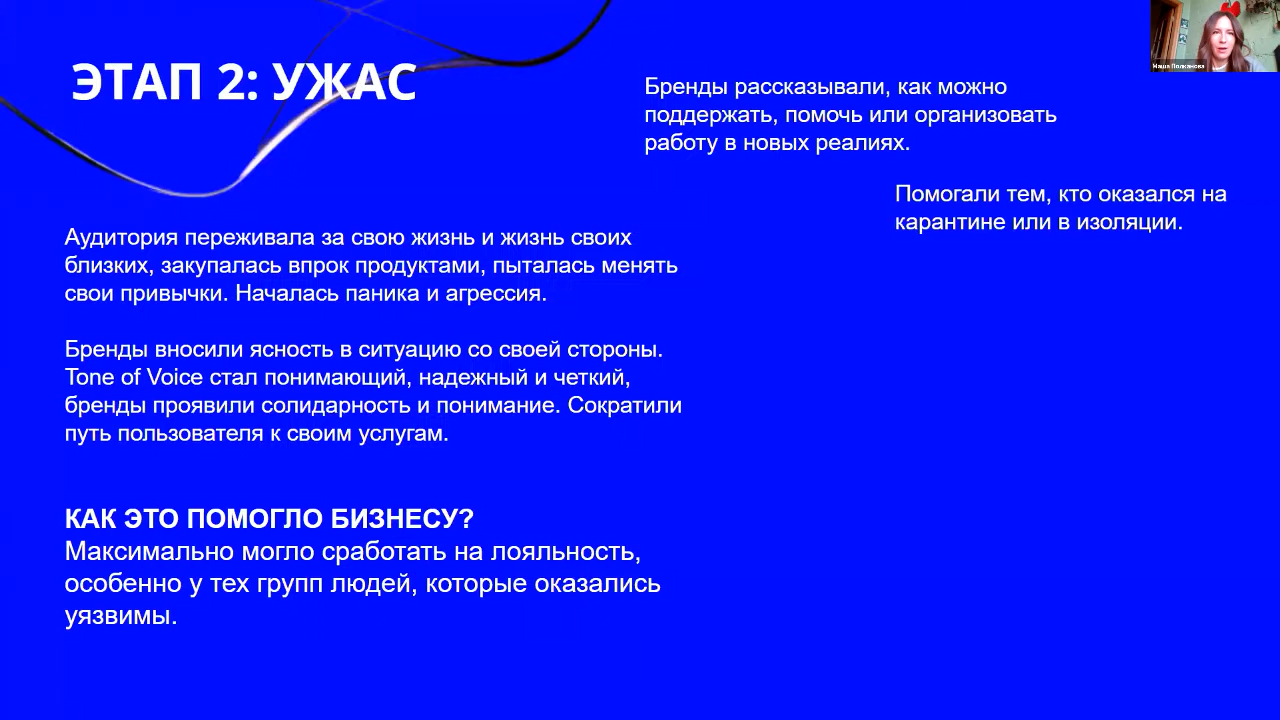 ЭТАП 2: УЖАС
Бренды рассказывали, как можно
поддержать, помочь или организовать
работу в новых реалиях.
Помогали тем, кто оказался на
карантине или в изоляции.
Аудитория переживала за свою жизнь и жизнь своих
близких, закупалась впрок продуктами, пыталась менять
свои привычки. Началась паника и агрессия.
Бренды вносили ясность в ситуацию со своей стороны.
Tone of Voice стал понимающий, надежный и четкий,
бренды проявили солидарность и понимание. Сократили
путь пользователя к своим услугам.
КАК ЭТО ПОМОГЛО БИЗНЕСУ?
Максимально могло сработать на лояльность,
особенно у тех групп людей, которые оказались
уязвимы.
Маша Полканова